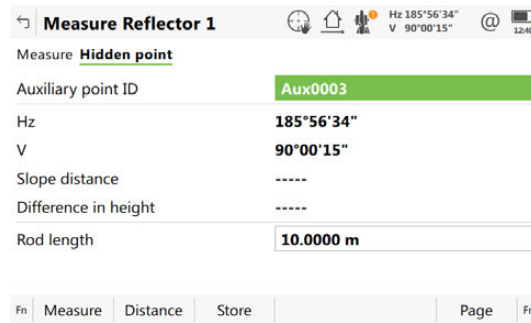 Measure Reflector 1
Hz 185°56'34"
V 90°00'15"
@
12:40
Measure Hidden point
Auxiliary point ID Aux0003
Hz 185°56'34"
V 90°00'15"
Slope distance -----
Difference in height -----
Rod length 10.0000 m
Fn Measure Distance Store Page